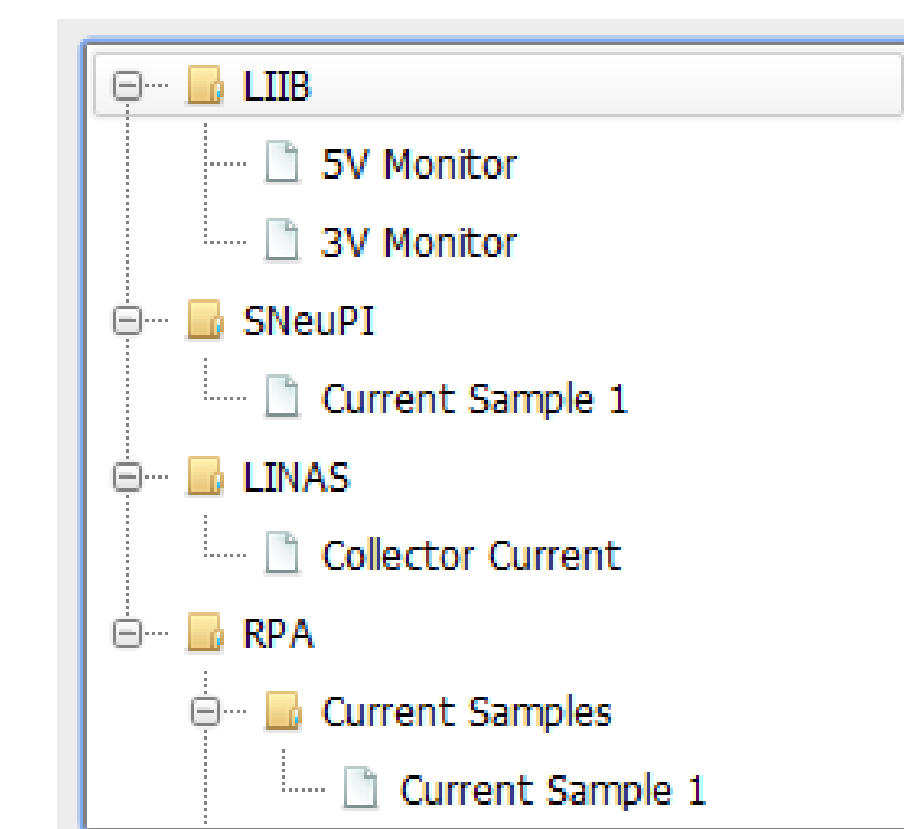 LIIB
5V Monitor
3V Monitor
SNeuPI
Current Sample 1
LINAS
Collector Current
RPA
Current Samples
Current Sample 1